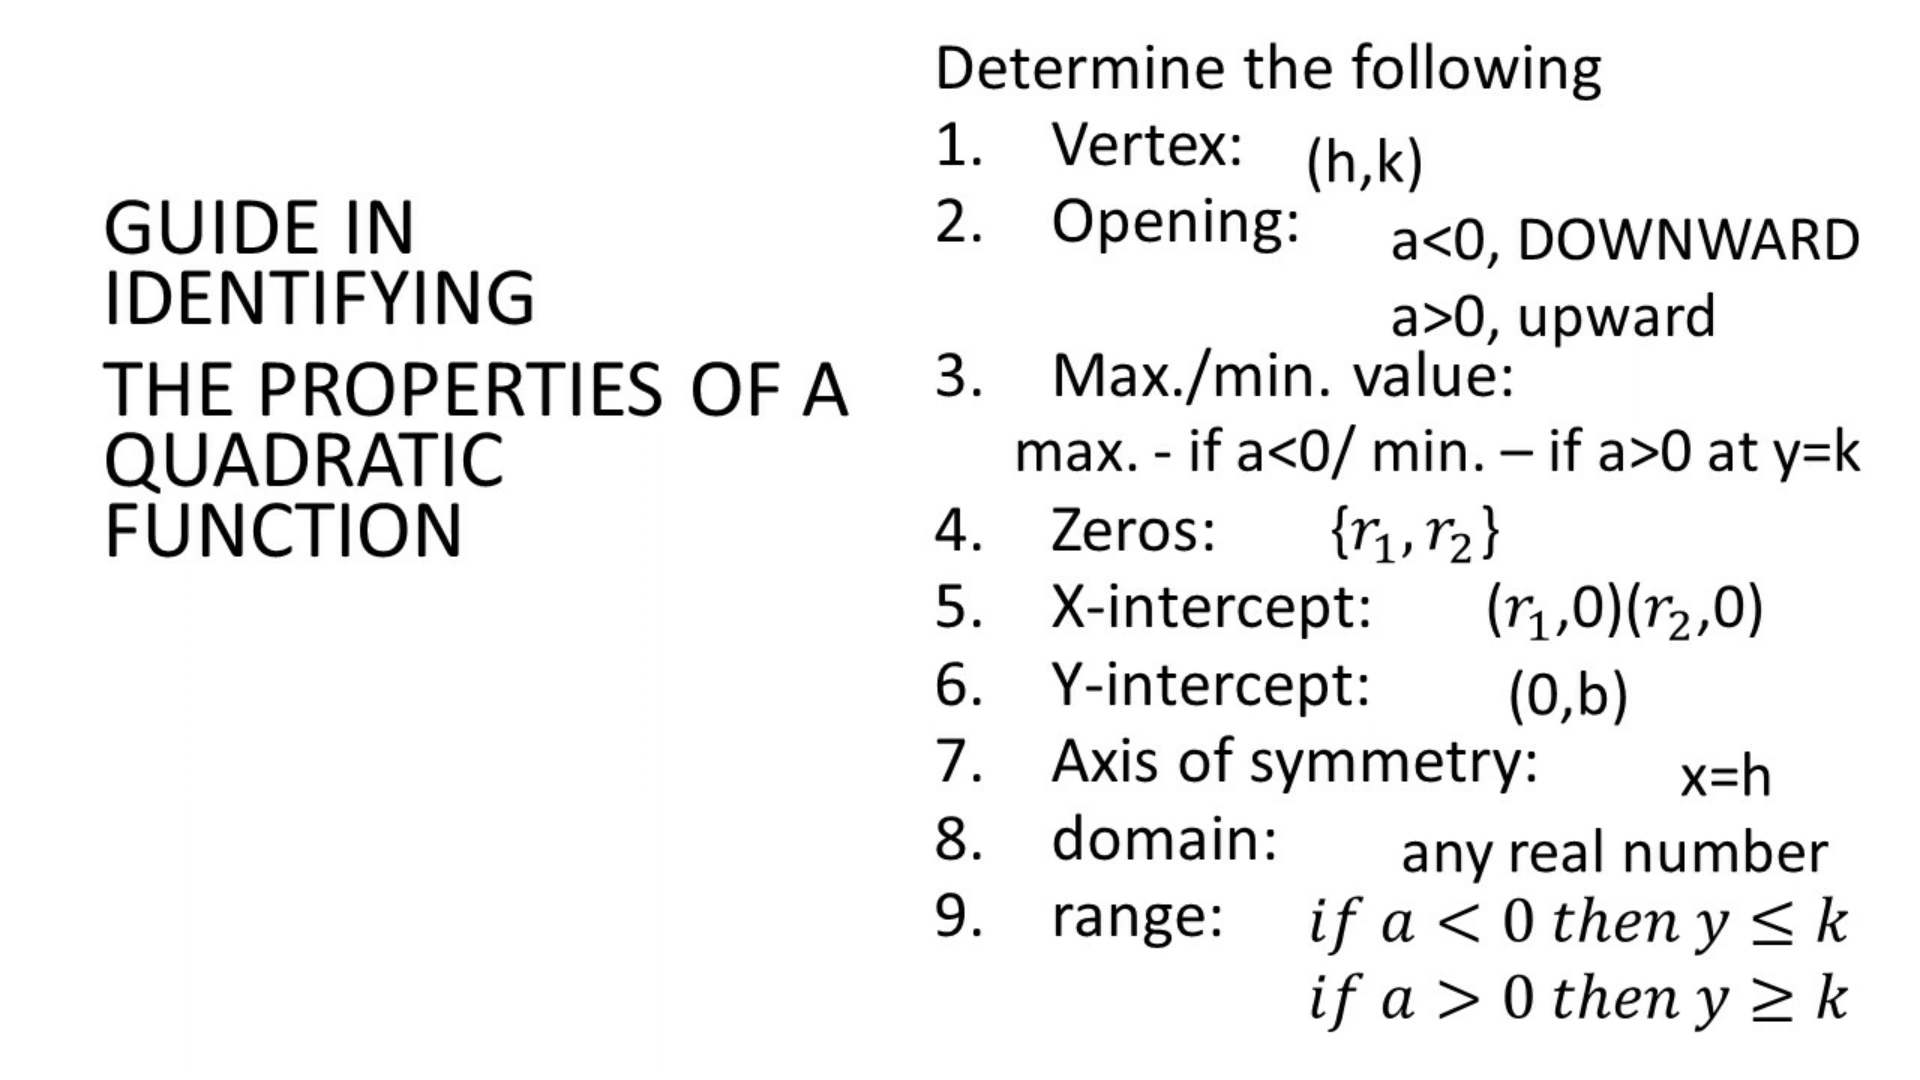 GUIDE IN
IDENTIFYING
THE PROPERTIES OF A
QUADRATIC
FUNCTION
Determine the following
1. Vertex: (h,k)
2. Opening: a<0, DOWNWARD
a>0, upward
3. Max./min. value:
max. - if a<0/ min. – if a>0 at y=k
4. Zeros: {r₁, r₂}
5. X-intercept: (r₁,0)(r₂,0)
6. Y-intercept: (0,b)
7. Axis of symmetry: x=h
8. domain: any real number
9. range: if a < 0 then y ≤ k
if a > 0 then y ≥ k